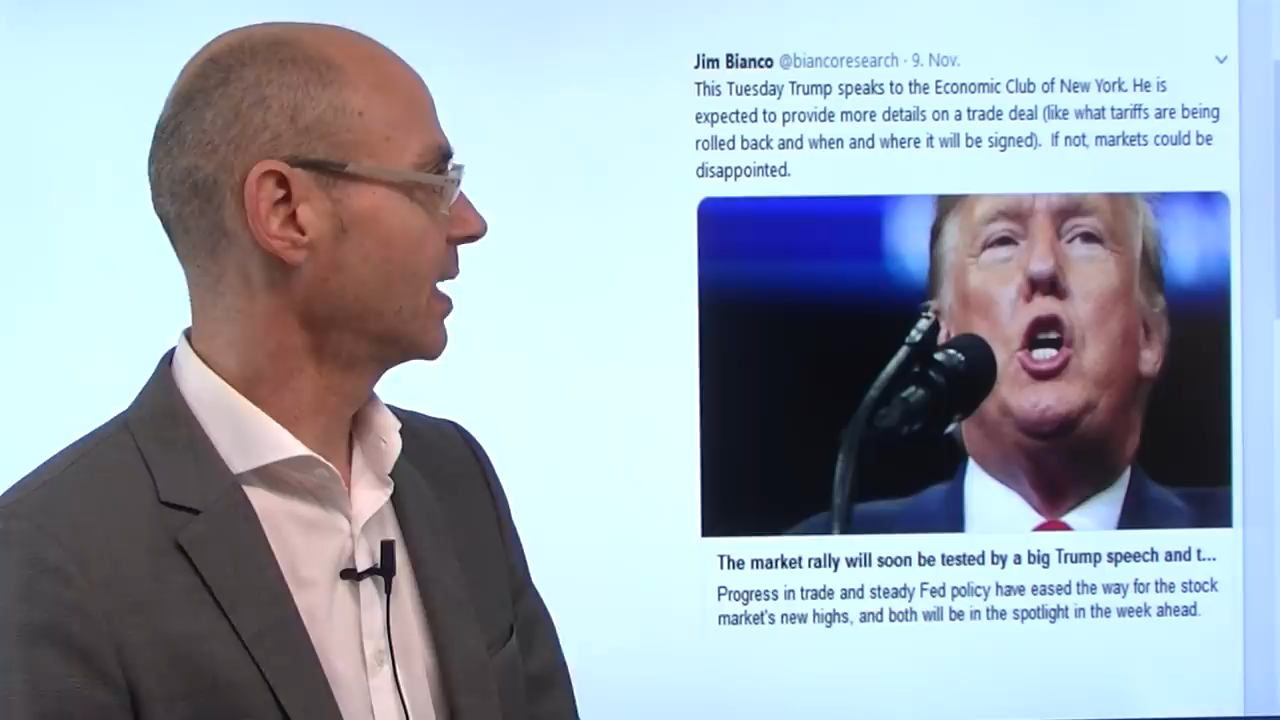 Jim Bianco @biancoresearch · 9. Nov.
This Tuesday Trump speaks to the Economic Club of New York. He is
expected to provide more details on a trade deal (like what tariffs are being
rolled back and when and where it will be signed).  If not, markets could be
disappointed.
The market rally will soon be tested by a big Trump speech and t...
Progress in trade and steady Fed policy have eased the way for the stock
market's new highs, and both will be in the spotlight in the week ahead.